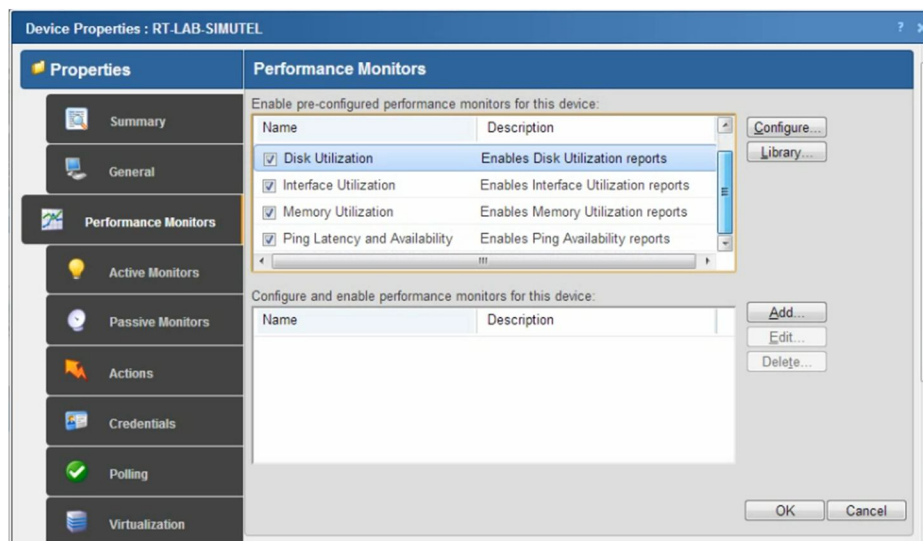 Device Properties : RT-LAB-SIMUTEL ?
Properties
Summary
General
Performance Monitors
Active Monitors
Passive Monitors
Actions
Credentials
Polling
Virtualization
Performance Monitors
Enable pre-configured performance monitors for this device:
Name Description
Disk Utilization Enables Disk Utilization reports
Interface Utilization Enables Interface Utilization reports
Memory Utilization Enables Memory Utilization reports
Ping Latency and Availability Enables Ping Availability reports
Configure...
Library...
Configure and enable performance monitors for this device:
Name Description
Add...
Edit...
Delete...
OK Cancel